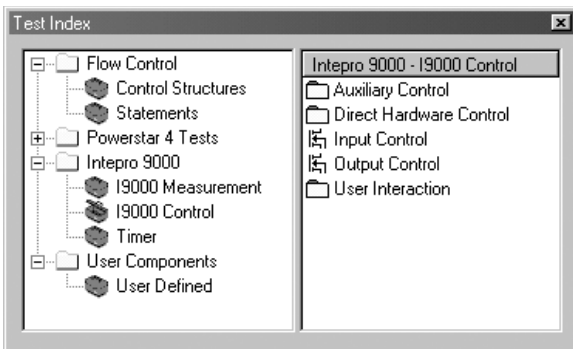 Test Index
Flow Control
Control Structures
Statements
Powerstar 4 Tests
Intepro 9000
I9000 Measurement
I9000 Control
Timer
User Components
User Defined
Intepro 9000 - I9000 Control
Auxiliary Control
Direct Hardware Control
Input Control
Output Control
User Interaction